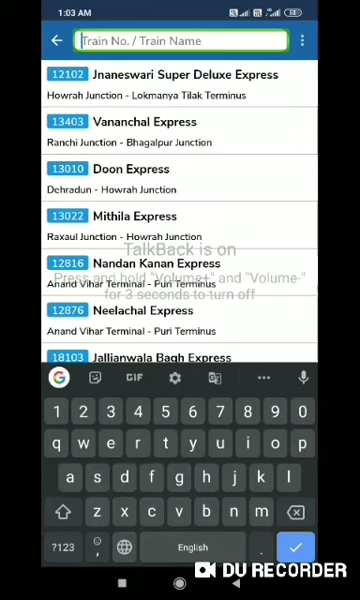 1:03 AM
Train No. / Train Name
12102 Jnaneswari Super Deluxe Express
Howrah Junction - Lokmanya Tilak Terminus
13403 Vananchal Express
Ranchi Junction - Bhagalpur Junction
13010 Doon Express
Dehradun - Howrah Junction
13022 Mithila Express
Raxaul Junction - Howrah Junction
TalkBack is on
12816 Nandan Kanan Express
Press and hold "Volume+" and "Volume-"
Anand Vihar Terminal - Puri Terminus
for 3 seconds to turn off
12876 Neelachal Express
Anand Vihar Terminal - Puri Terminus
18103 Jallianwala Bagh Express
G GIF
1 2 3 4 5 6 7 8 9 0
q w e r t y u i o p
a s d f g h j k l
z x c v b n m
?123 , English .
DU RECORDER